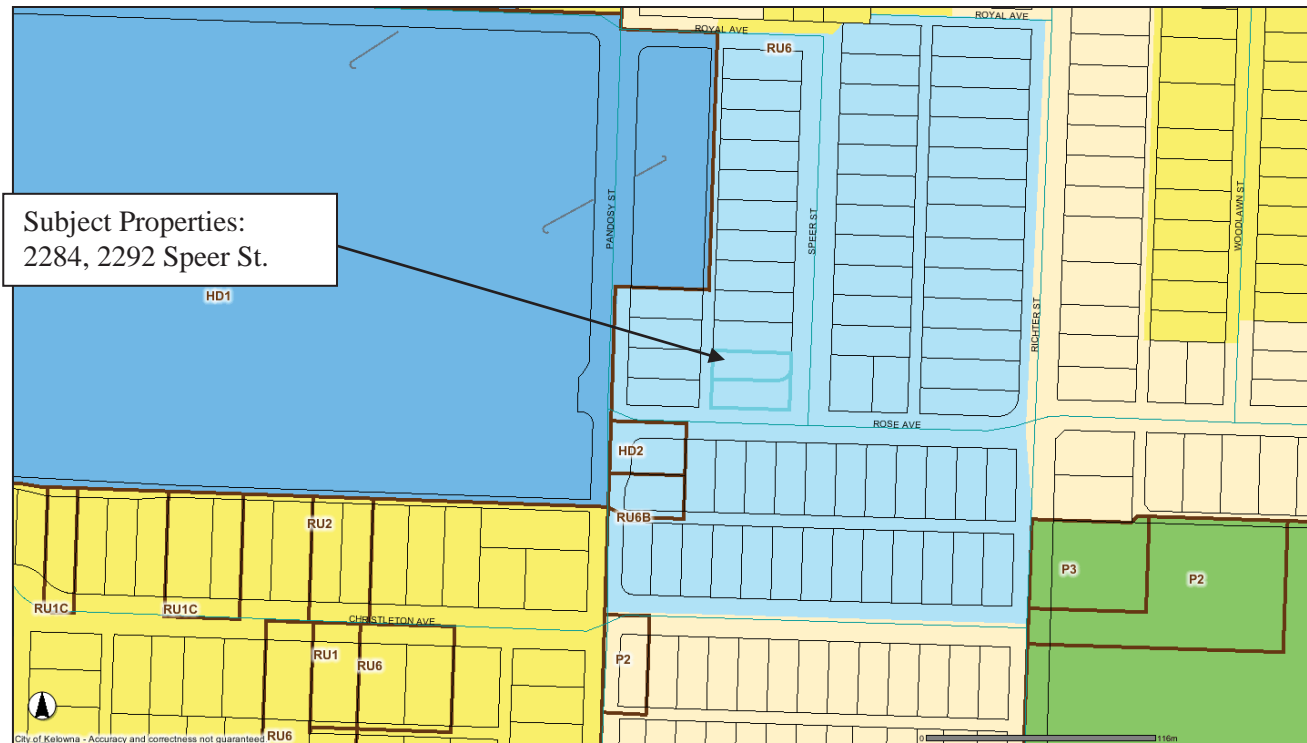 ROYAL AVE
ROYAL AVE
RU6
Subject Properties:
2284, 2292 Speer St.
PANDOSY ST
SPEER ST
WOODLAWN ST
RICHTER ST
HD1
ROSE AVE
HD2
RU6B
RU2
P3
P2
RU1C
RU1C
CHRISTLETON AVE
RU1
RU6
P2
RU6
City of Kelowna - Accuracy and correctness not guaranteed
0
116m